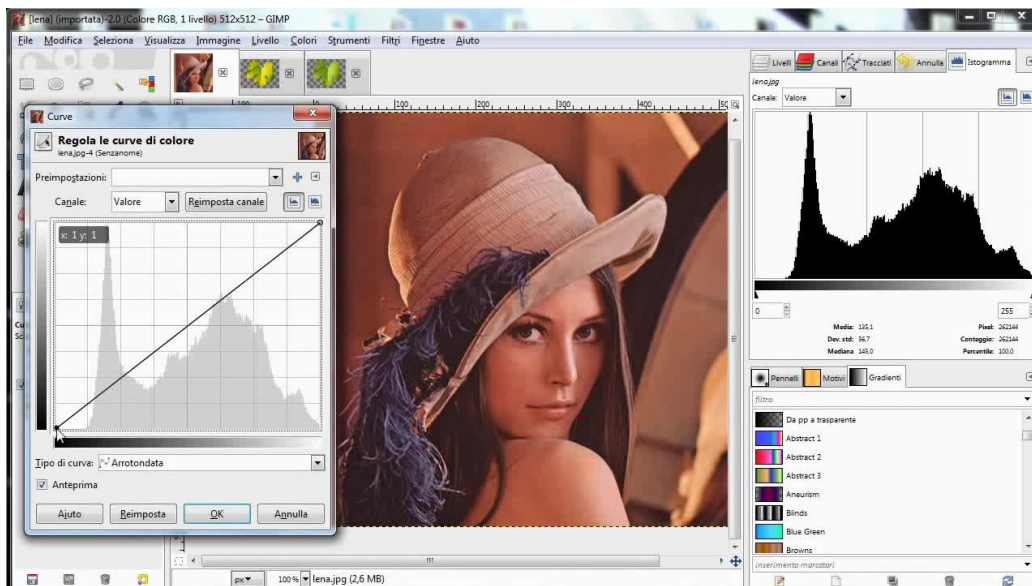 [lena] (importata)-2.0 (Colore RGB, 1 livello) 512x512 – GIMP
File Modifica Seleziona Visualizza Immagine Livello Colori Strumenti Filtri Finestre Aiuto
Livelli Canali Tracciati Annulla Istogramma
lena.jpg
Canale: Valore
100 0 100 200 300 400
Curve
Regola le curve di colore
lena.jpg-4 (Senzanome)
Preimpostazioni:
Canale: Valore Reimposta canale
x: 1 y: 1
Tipo di curva: Arrotondata
Anteprima
Aiuto Reimposta OK Annulla
0 255
Media: 135,1 Pixel: 262144
Dev. std: 56,7 Conteggio: 262144
Mediana 145,0 Percentile: 100,0
Pennelli Motivi Gradienti
filtro
Da pp a trasparente
Abstract 1
Abstract 2
Abstract 3
Aneurism
Blinds
Blue Green
Browns
inserimento marcatori
px 100 % lena.jpg (2,6 MB)